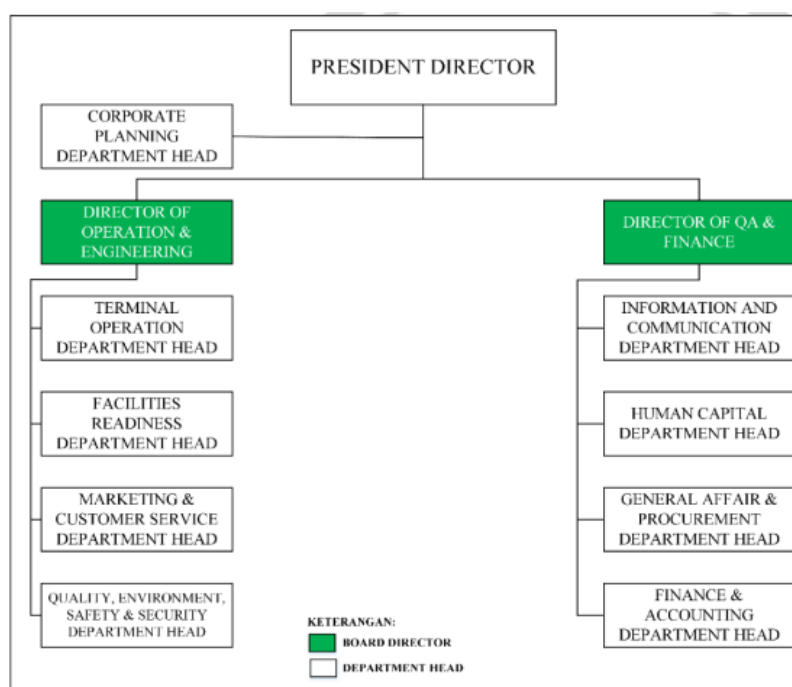 PRESIDENT DIRECTOR
CORPORATE
PLANNING
DEPARTMENT HEAD
DIRECTOR OF
OPERATION &
ENGINEERING
DIRECTOR OF QA &
FINANCE
TERMINAL
OPERATION
DEPARTMENT HEAD
INFORMATION AND
COMMUNICATION
DEPARTMENT HEAD
FACILITIES
READINESS
DEPARTMENT HEAD
HUMAN CAPITAL
DEPARTMENT HEAD
MARKETING &
CUSTOMER SERVICE
DEPARTMENT HEAD
GENERAL AFFAIR &
PROCUREMENT
DEPARTMENT HEAD
QUALITY, ENVIRONMENT,
SAFETY & SECURITY
DEPARTMENT HEAD
FINANCE &
ACCOUNTING
DEPARTMENT HEAD
KETERANGAN:
BOARD DIRECTOR
DEPARTMENT HEAD